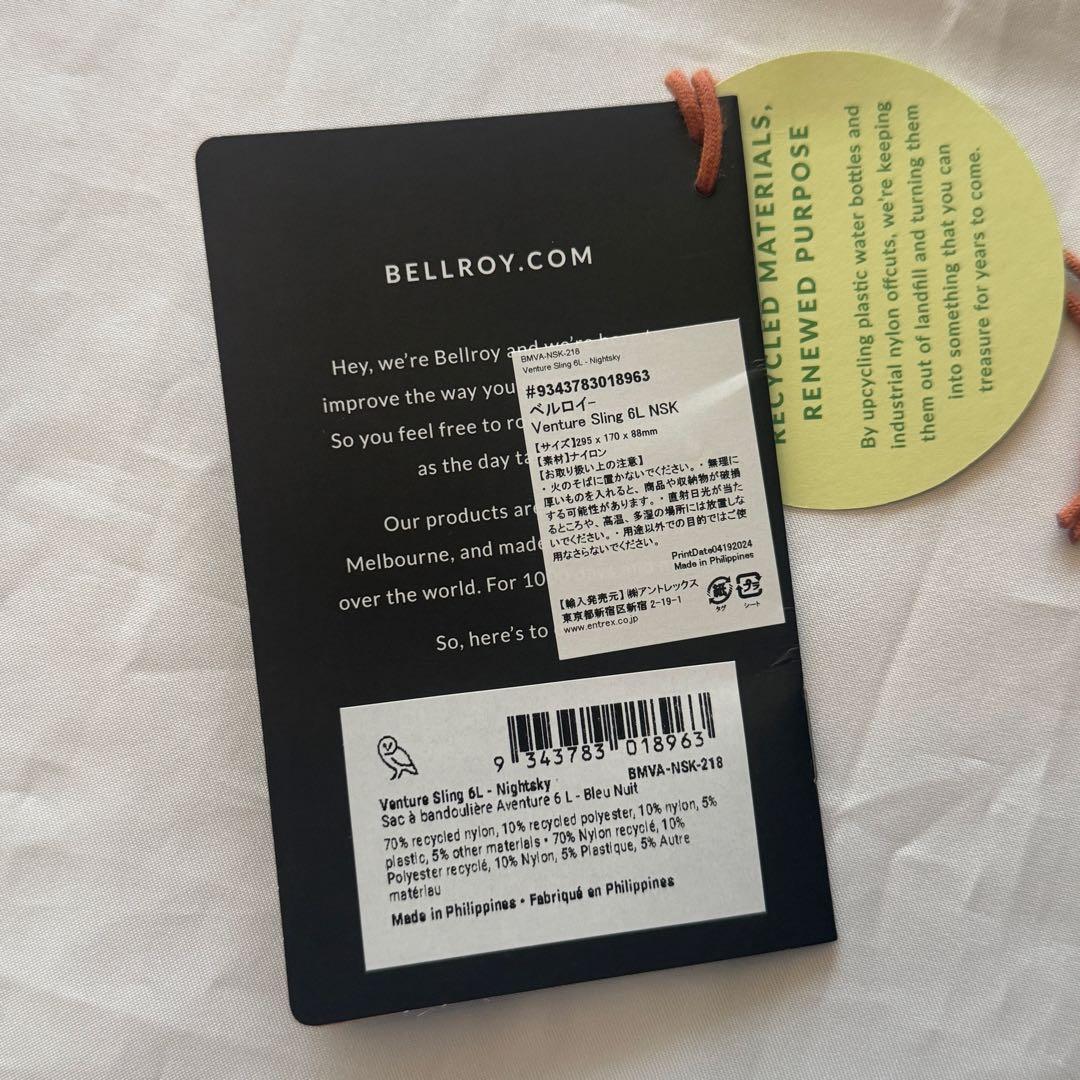 BELLROY.COM
Hey, we're Bellroy and we're
improve the way you
So you feel free to
as the day
Our products are
Melbourne, and made
over the world. For 10
So, here's to
BMVA-NSK-218
Venture Sling 6L - Nightsky
#9343783018963
ベルロイ-
Venture Sling 6L NSK
【サイズ】295 x 170 x 88mm
【素材】ナイロン
【お取り扱い上の注意】
・火のそばに置かないでください。・無理に
厚いものを入れると、商品や収納物が破損
する可能性があります。・直射日光が当た
るところや、高温、多湿の場所には放置しな
いでください。・用途以外での目的ではご使
用なさらないでください。
PrintDate04192024
Made in Philippines
【輸入発売元】㈱アントレックス
東京都新宿区新宿 2-19-1
www.entrex.co.jp
紙
タグ
プラ
シート
9 343783 018963
BMVA-NSK-218
Venture Sling 6L - Nightsky
Sac à bandoulière Aventure 6 L - Bleu Nuit
70% recycled nylon, 10% recycled polyester, 10% nylon, 5%
plastic, 5% other materials • 70% Nylon recyclé, 10%
Polyester recyclé, 10% Nylon, 5% Plastique, 5% Autre
matériau
Made in Philippines • Fabriqué en Philippines
RECYCLED MATERIALS,
RENEWED PURPOSE
By upcycling plastic water bottles and
industrial nylon offcuts, we're keeping
them out of landfill and turning them
into something that you can
treasure for years to come.